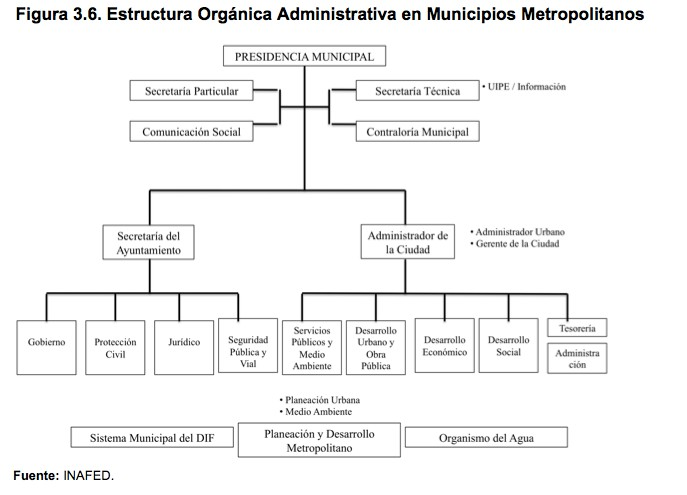 Figura 3.6. Estructura Orgánica Administrativa en Municipios Metropolitanos
PRESIDENCIA MUNICIPAL
Secretaría Particular
Secretaría Técnica
• UIPE / Información
Comunicación Social
Contraloría Municipal
Secretaría del
Ayuntamiento
Administrador de
la Ciudad
• Administrador Urbano
• Gerente de la Ciudad
Gobierno
Protección
Civil
Jurídico
Seguridad
Pública y
Vial
Servicios
Públicos y
Medio
Ambiente
Desarrollo
Urbano y
Obra
Pública
Desarrollo
Económico
Desarrollo
Social
Tesorería
Administra
ción
• Planeación Urbana
• Medio Ambiente
Sistema Municipal del DIF
Planeación y Desarrollo
Metropolitano
Organismo del Agua
Fuente: INAFED.